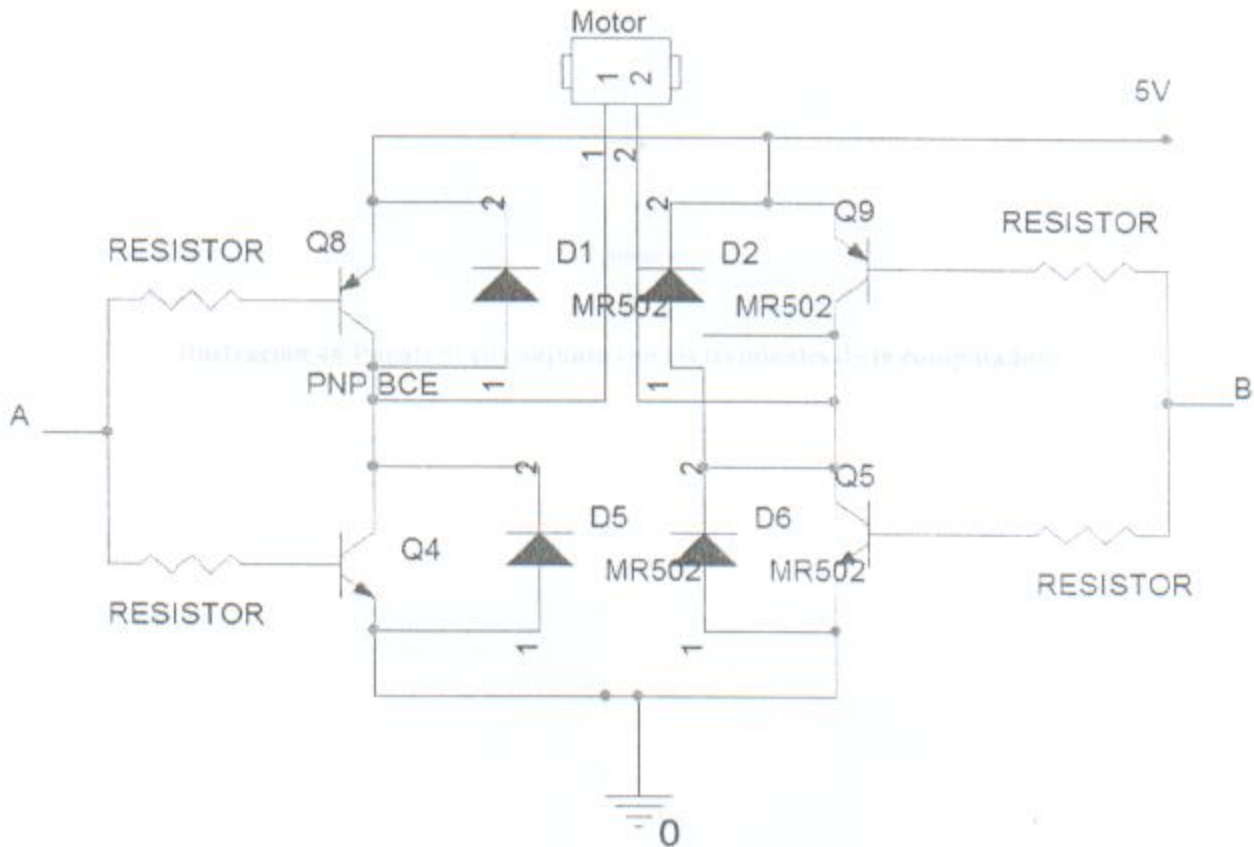 Motor
1 2
5V
1 2
2
2
Q9
RESISTOR
RESISTOR
Q8
D1
D2
MR502
MR502
PNP BCE
1
1
A
B
2
2
Q5
Q4
D5
D6
MR502
MR502
RESISTOR
RESISTOR
1
1
0